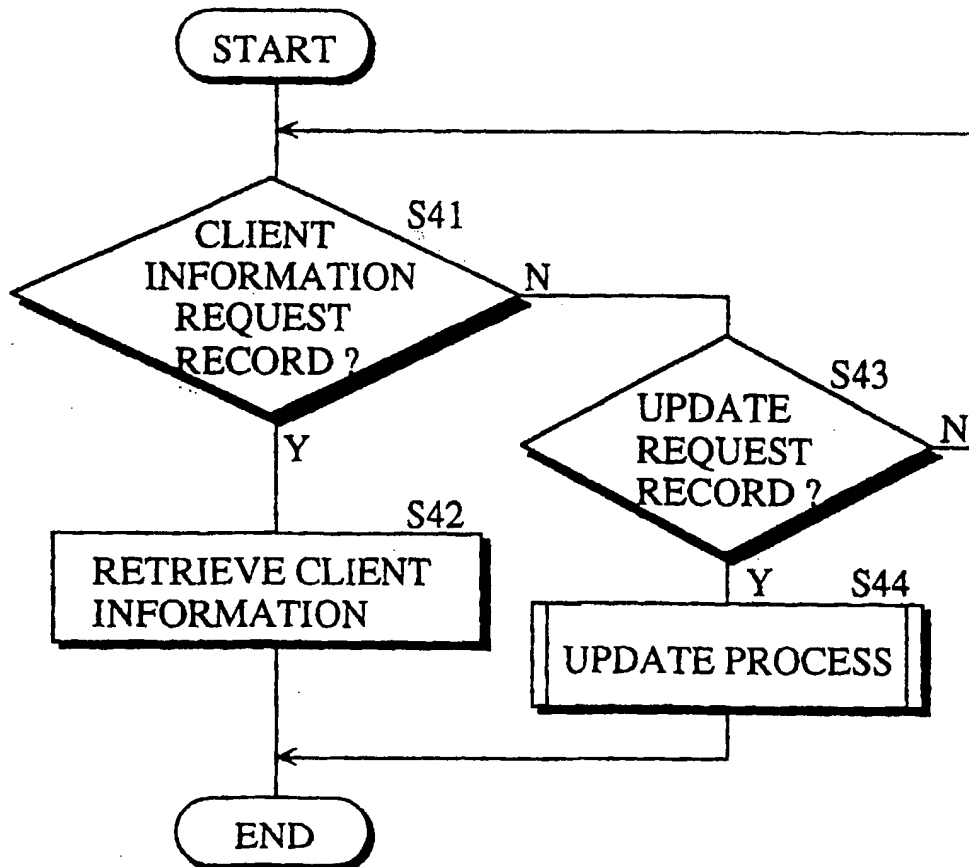 START
S41
CLIENT
INFORMATION
REQUEST
RECORD ?
N
Y
S43
UPDATE
REQUEST
RECORD ?
N
Y
S42
RETRIEVE CLIENT
INFORMATION
S44
UPDATE PROCESS
END